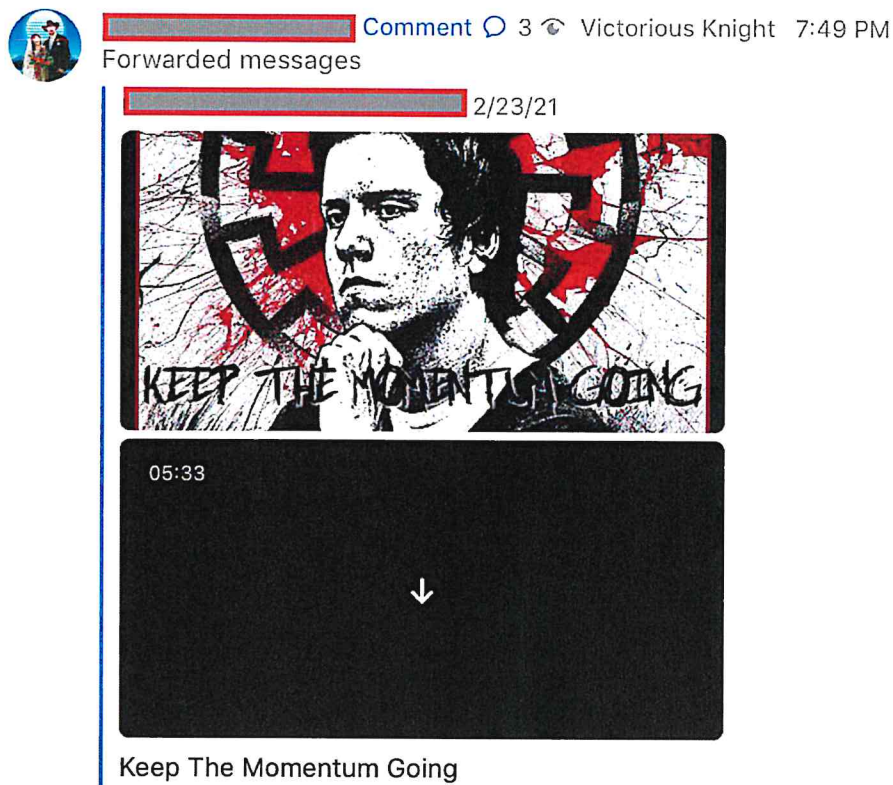 Comment 3 Victorious Knight 7:49 PM
Forwarded messages
2/23/21
KEEP THE MOMENTUM GOING
05:33
Keep The Momentum Going